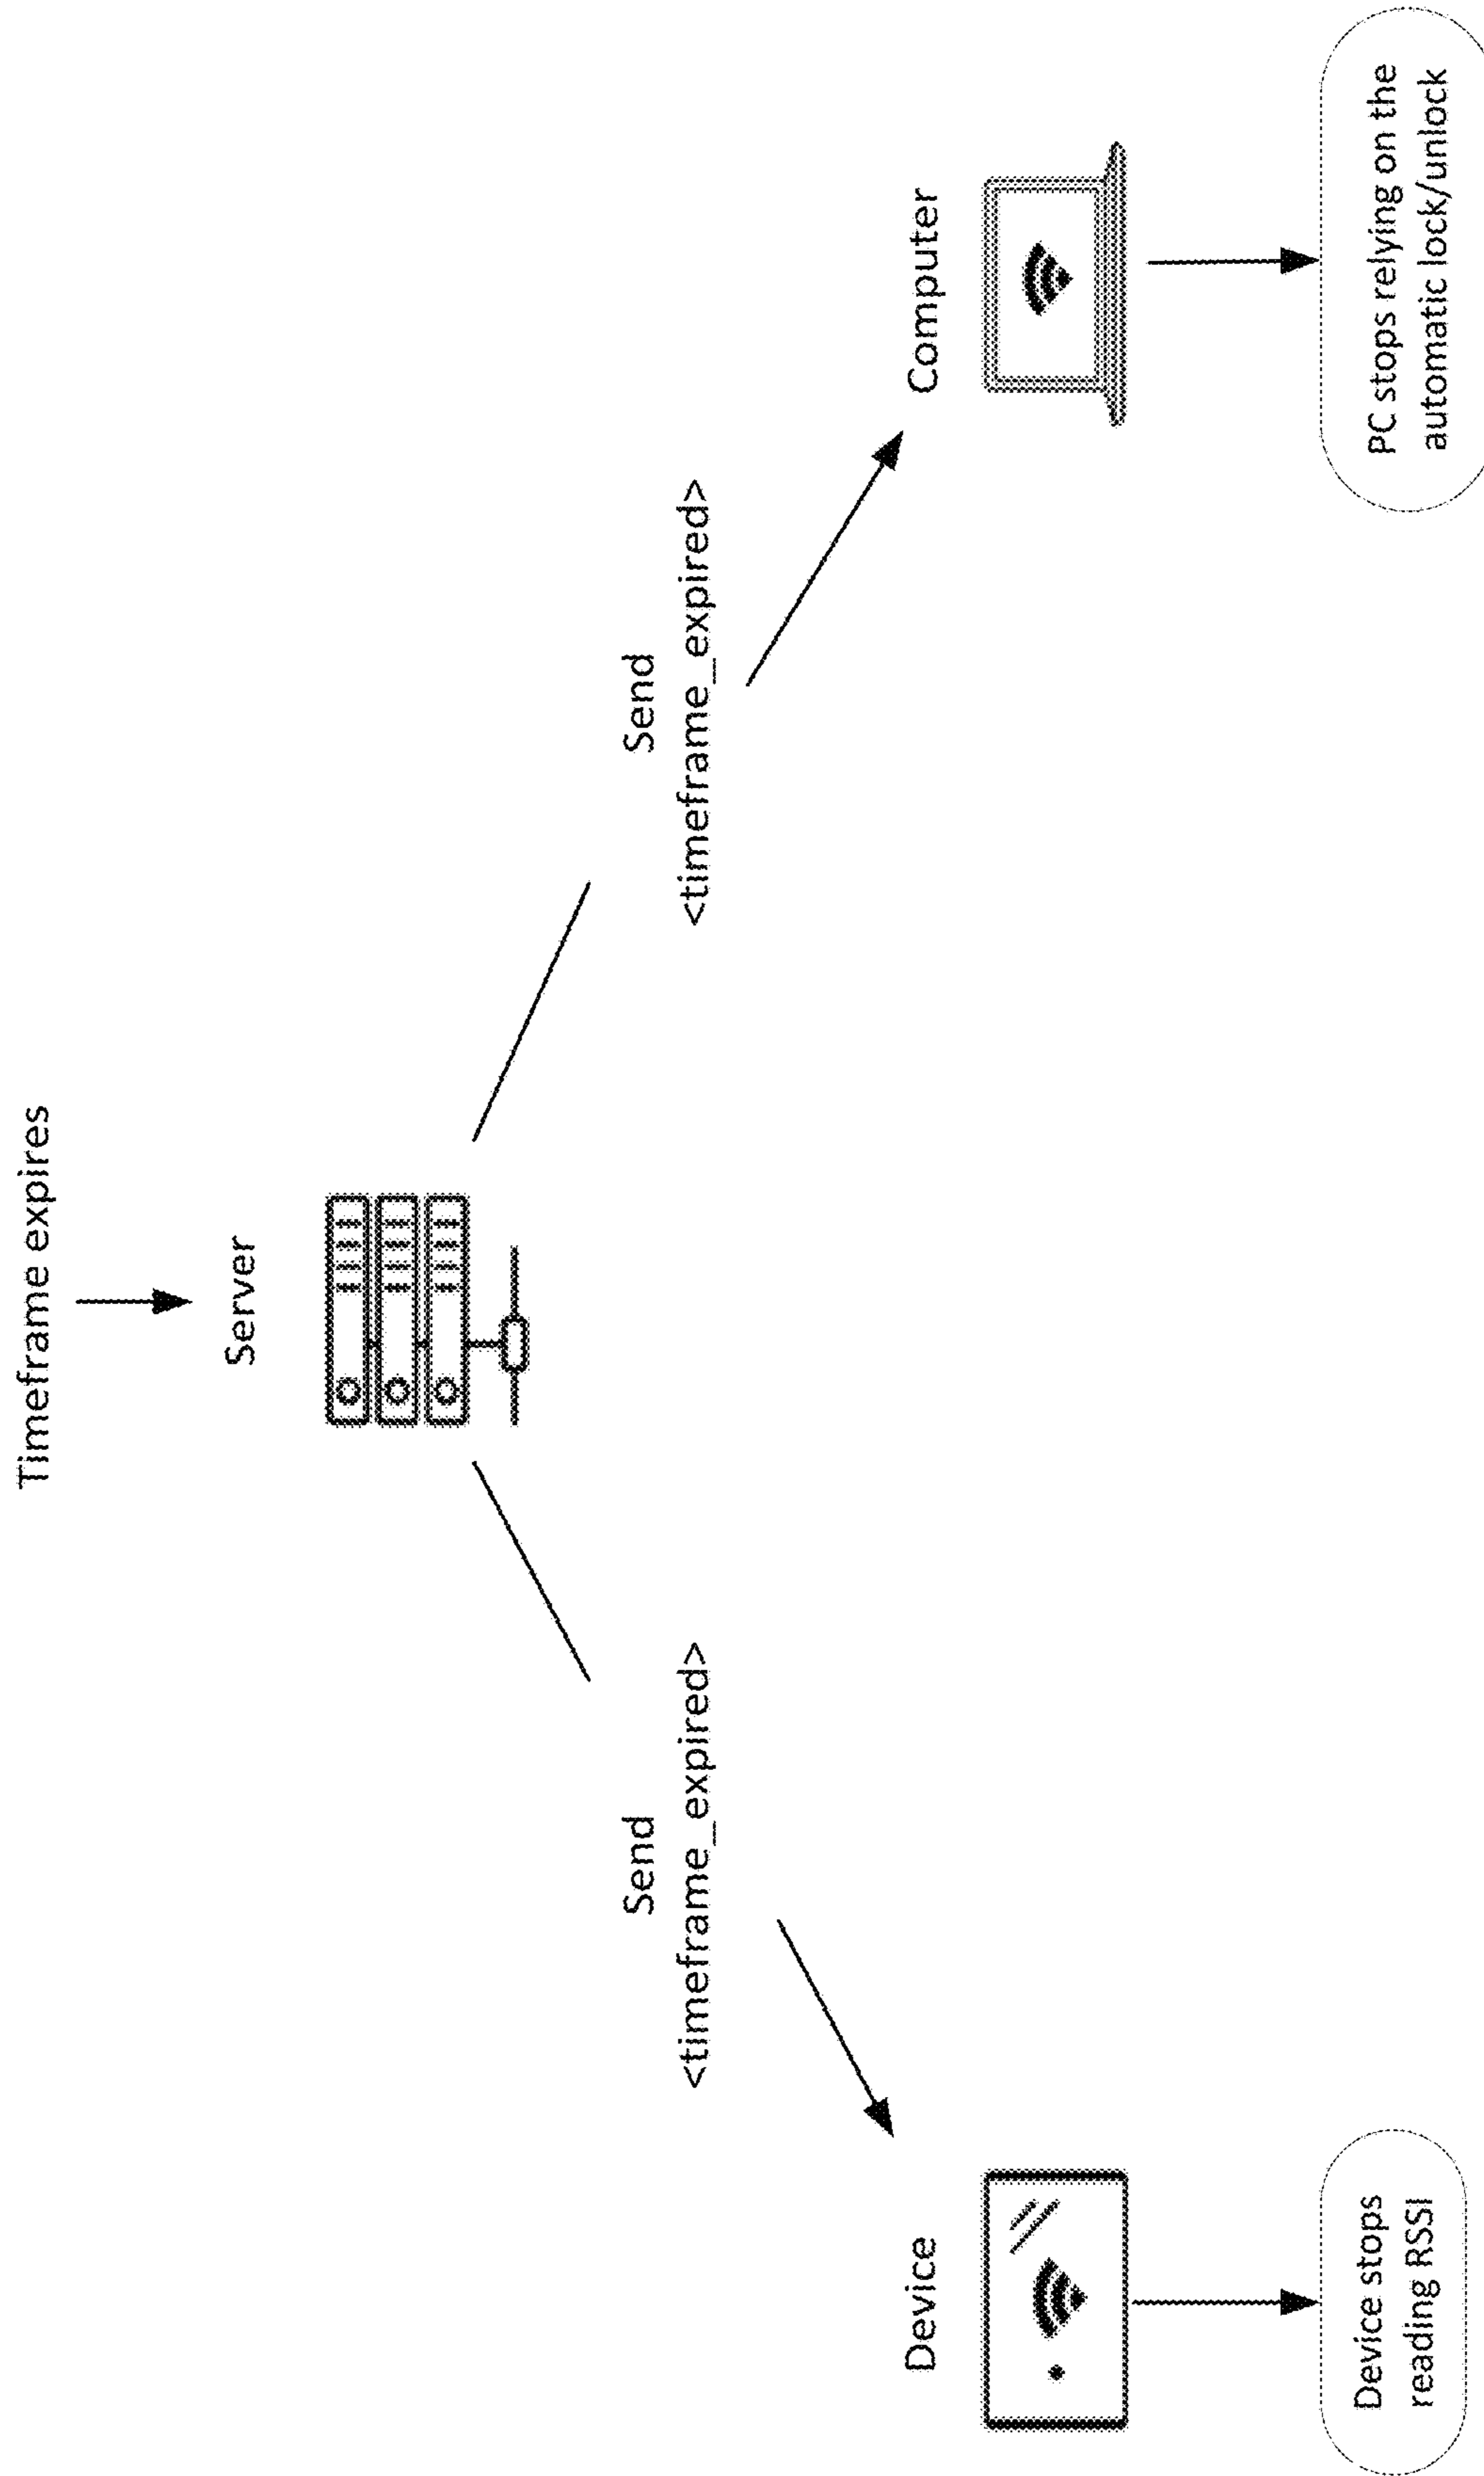 Timeframe expires
Server
Send
<timeframe_expired>
Send
<timeframe_expired>
Device
Computer
Device stops
reading RSSI
PC stops relying on the
automatic lock/unlock